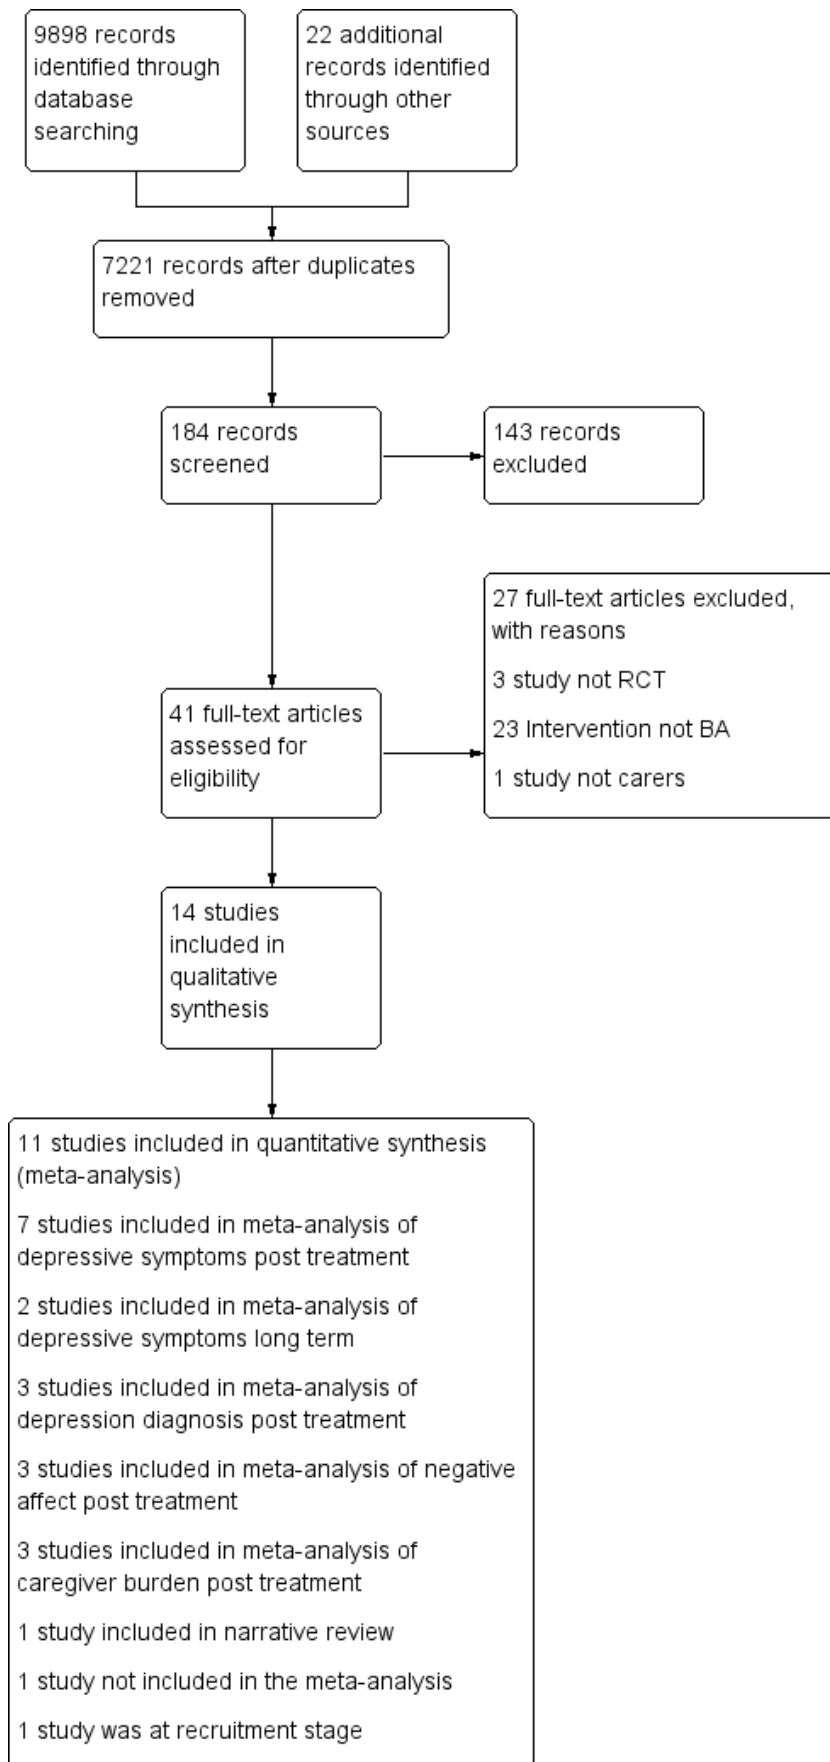 9898 records
identified through
database
searching
22 additional
records identified
through other
sources
7221 records after duplicates
removed
184 records
screened
143 records
excluded
27 full-text articles excluded,
with reasons
3 study not RCT
23 Intervention not BA
1 study not carers
41 full-text articles
assessed for
eligibility
14 studies
included in
qualitative
synthesis
11 studies included in quantitative synthesis
(meta-analysis)
7 studies included in meta-analysis of
depressive symptoms post treatment
2 studies included in meta-analysis of
depressive symptoms long term
3 studies included in meta-analysis of
depression diagnosis post treatment
3 studies included in meta-analysis of negative
affect post treatment
3 studies included in meta-analysis of
caregiver burden post treatment
1 study included in narrative review
1 study not included in the meta-analysis
1 study was at recruitment stage